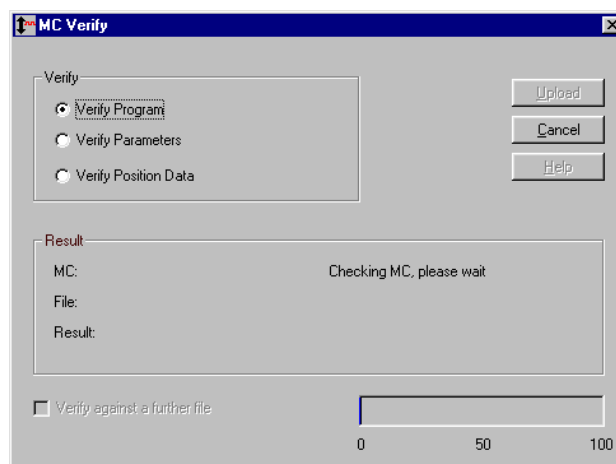 MC Verify
Verify
Verify Program
Verify Parameters
Verify Position Data
Upload
Cancel
Help
Result
MC: Checking MC, please wait
File:
Result:
Verify against a further file
0 50 100